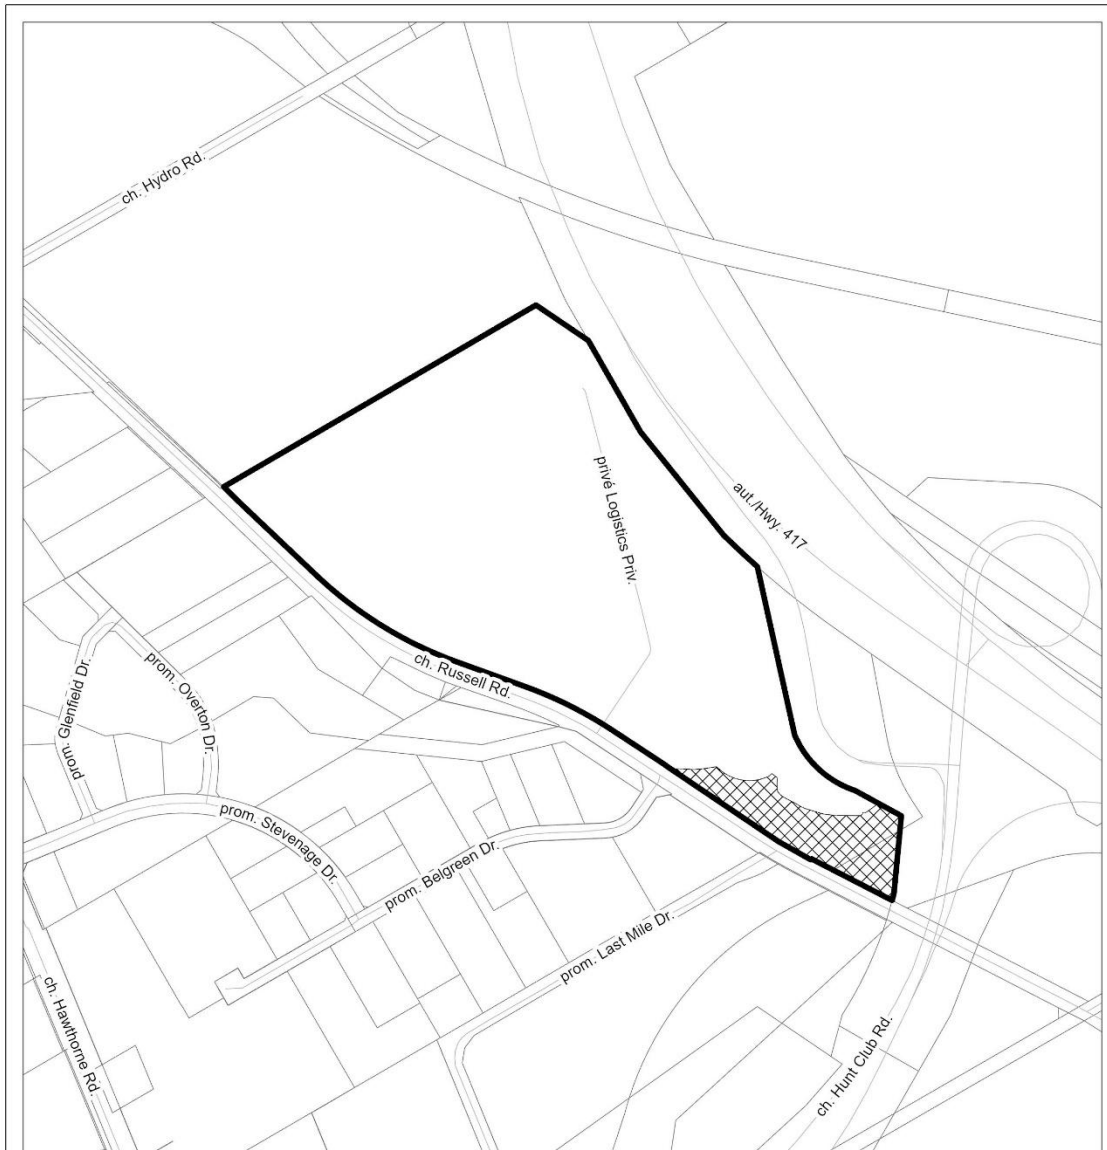 ch. Hydro Rd.
aut./Hwy. 417
privé Logistics Priv.
ch. Russell Rd.
prom. Overton Dr.
prom. Glenfield Dr.
prom. Stevenage Dr.
prom. Belgreen Dr.
prom. Last Mile Dr.
ch. Hawthorne Rd.
ch. Hunt Club Rd.